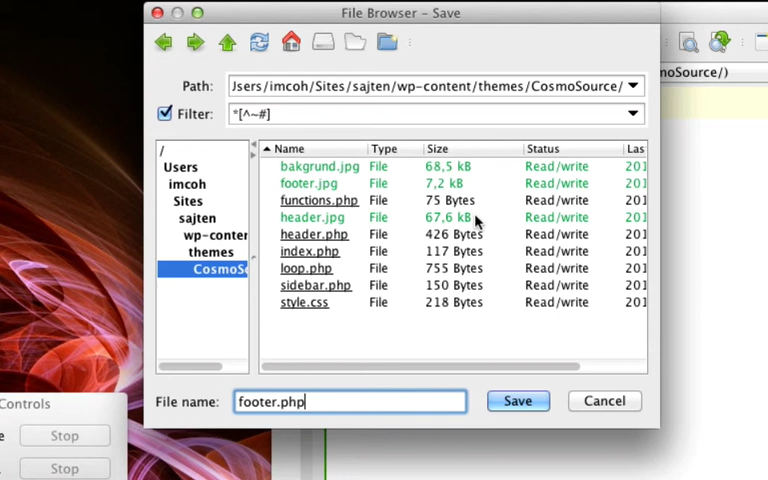 File Browser - Save
Path: Jsers/imcoh/Sites/sajten/wp-content/themes/CosmoSource/
moSource/)
Filter: *[^~#]
/
Users
imcoh
Sites
sajten
wp-conter
themes
CosmoSo
Name Type Size Status Las
bakgrund.jpg File 68,5 kB Read/write 201
footer.jpg File 7,2 kB Read/write 201
functions.php File 75 Bytes Read/write 201
header.jpg File 67,6 kB Read/write 201
header.php File 426 Bytes Read/write 201
index.php File 117 Bytes Read/write 201
loop.php File 755 Bytes Read/write 201
sidebar.php File 150 Bytes Read/write 201
style.css File 218 Bytes Read/write 201
File name: footer.php Save Cancel
Controls
e Stop
Stop